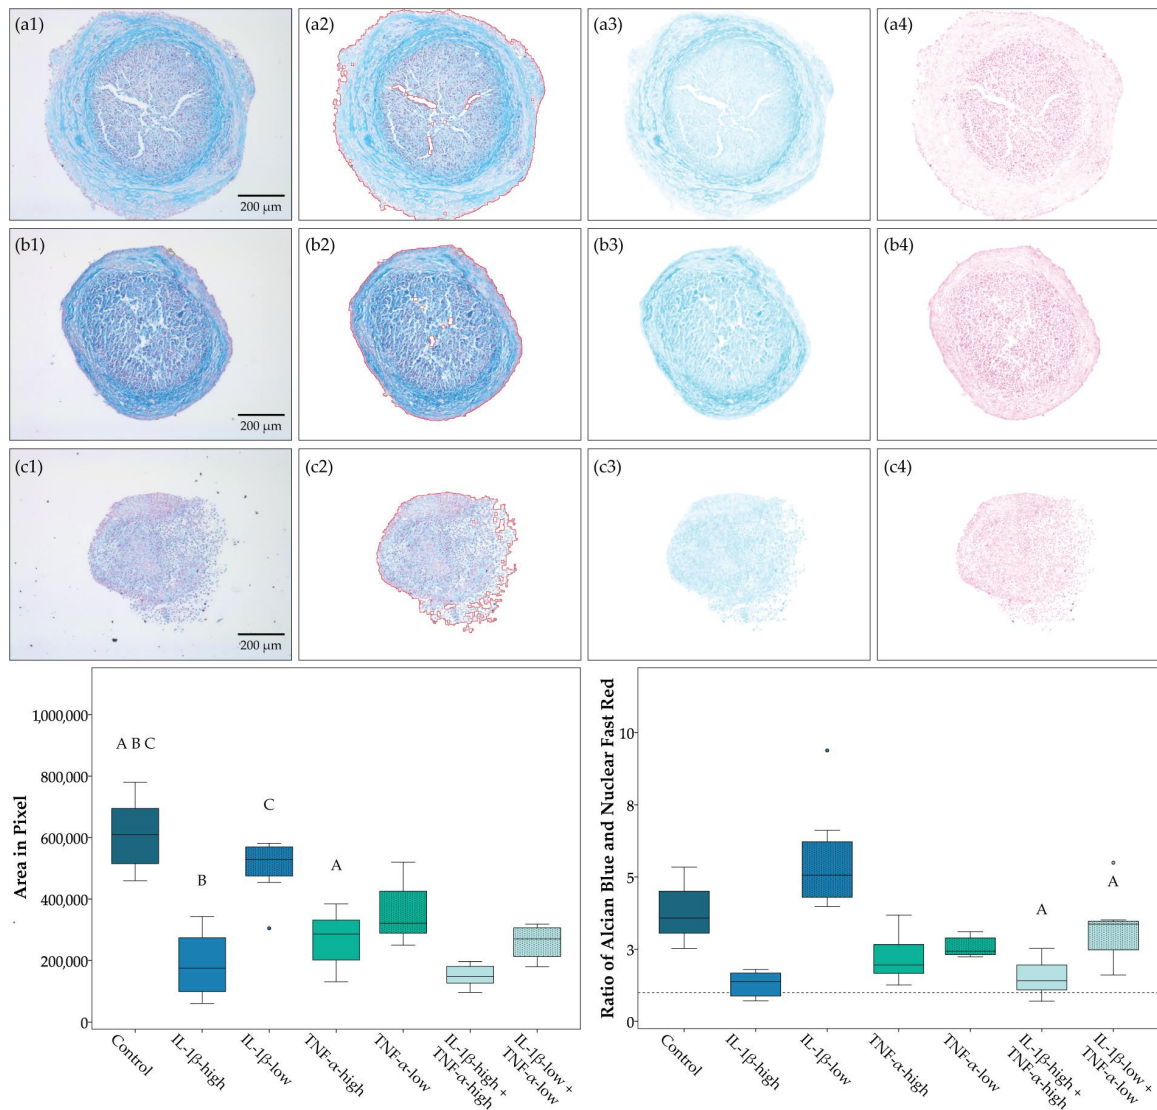 (a1)
(a2)
(a3)
(a4)
200 µm
(b1)
(b2)
(b3)
(b4)
200 µm
(c1)
(c2)
(c3)
(c4)
200 µm
Area in Pixel
1,000,000
800,000
600,000
400,000
200,000
0
A B C
B
C
A
Control
IL-1β-high
IL-1β-low
TNF-α-high
TNF-α-low
IL-1β-high +
TNF-α-high
IL-1β-low +
TNF-α-low
Ratio of Alcian Blue and Nuclear Fast Red
10
8
5
3
0
A
A
Control
IL-1β-high
IL-1β-low
TNF-α-high
TNF-α-low
IL-1β-high +
TNF-α-high
IL-1β-low +
TNF-α-low